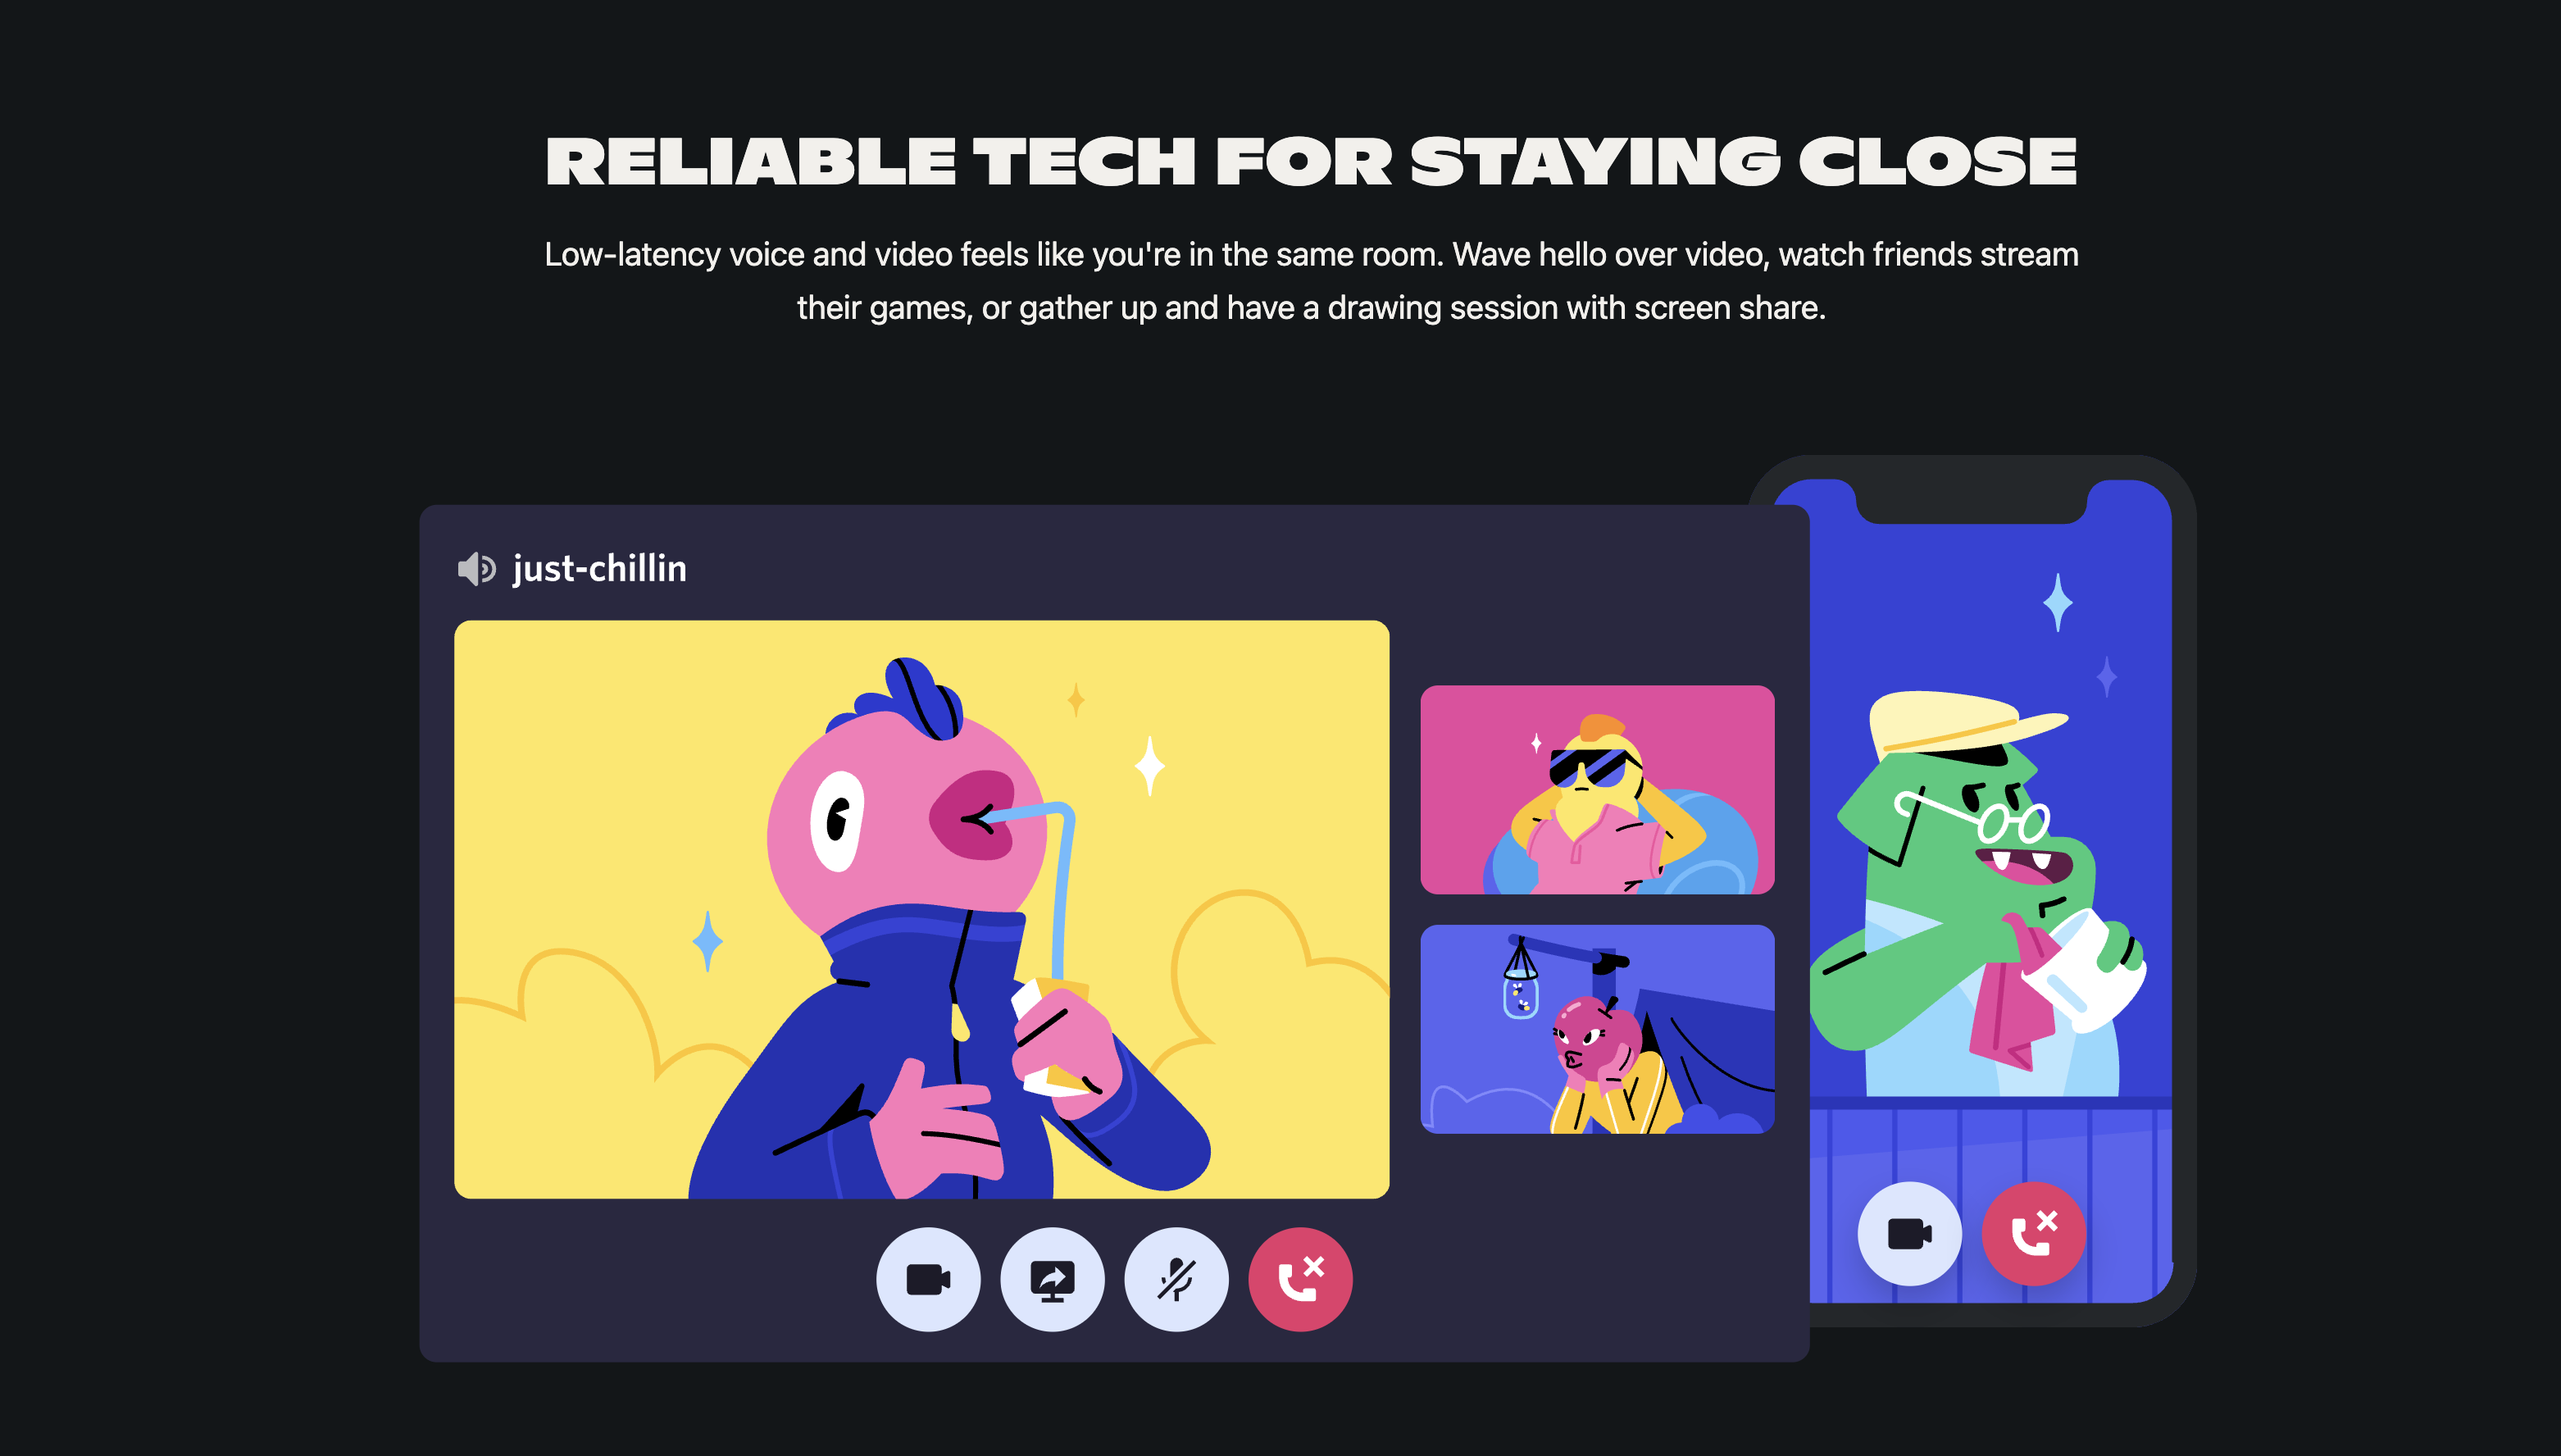 RELIABLE TECH FOR STAYING CLOSE
Low-latency voice and video feels like you're in the same room. Wave hello over video, watch friends stream
their games, or gather up and have a drawing session with screen share.
just-chillin